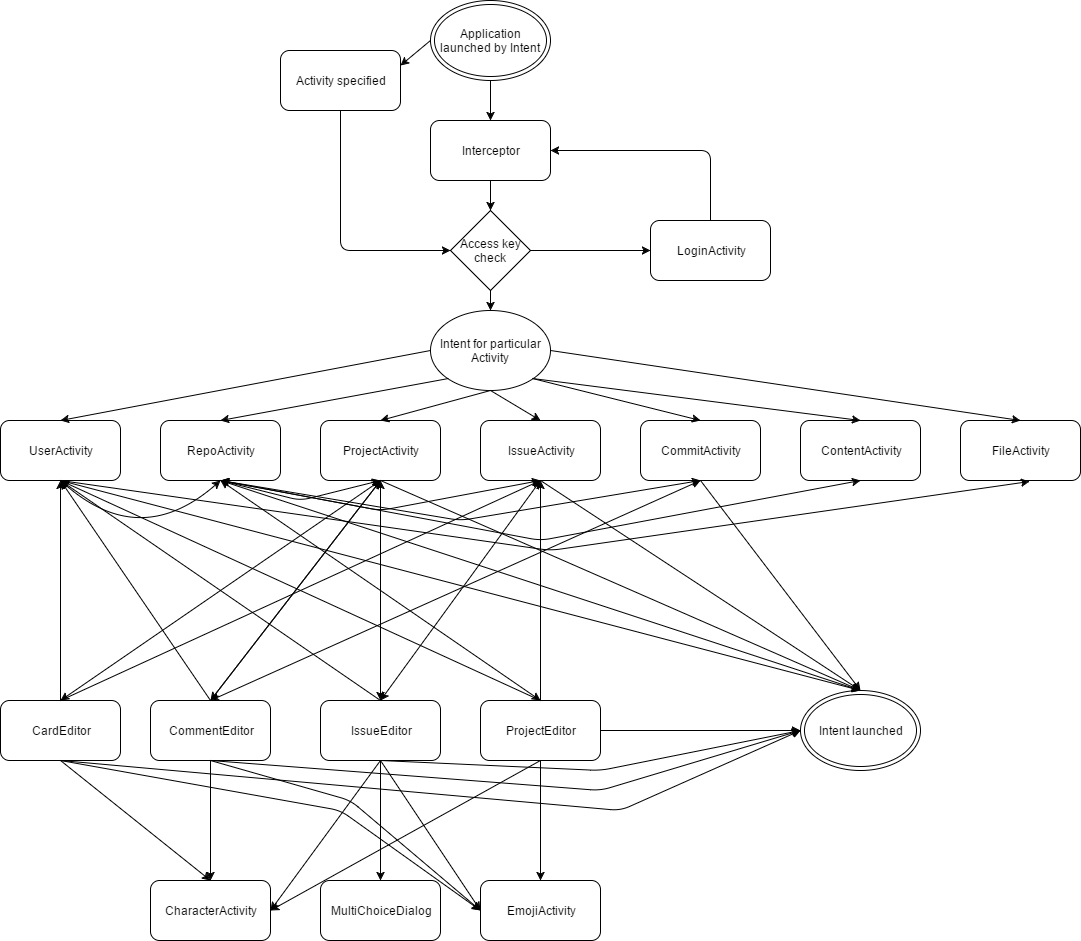 Application
launched by Intent
Activity specified
Interceptor
Access key
check
LoginActivity
Intent for particular
Activity
UserActivity
RepoActivity
ProjectActivity
IssueActivity
CommitActivity
ContentActivity
FileActivity
CardEditor
CommentEditor
IssueEditor
ProjectEditor
Intent launched
CharacterActivity
MultiChoiceDialog
EmojiActivity